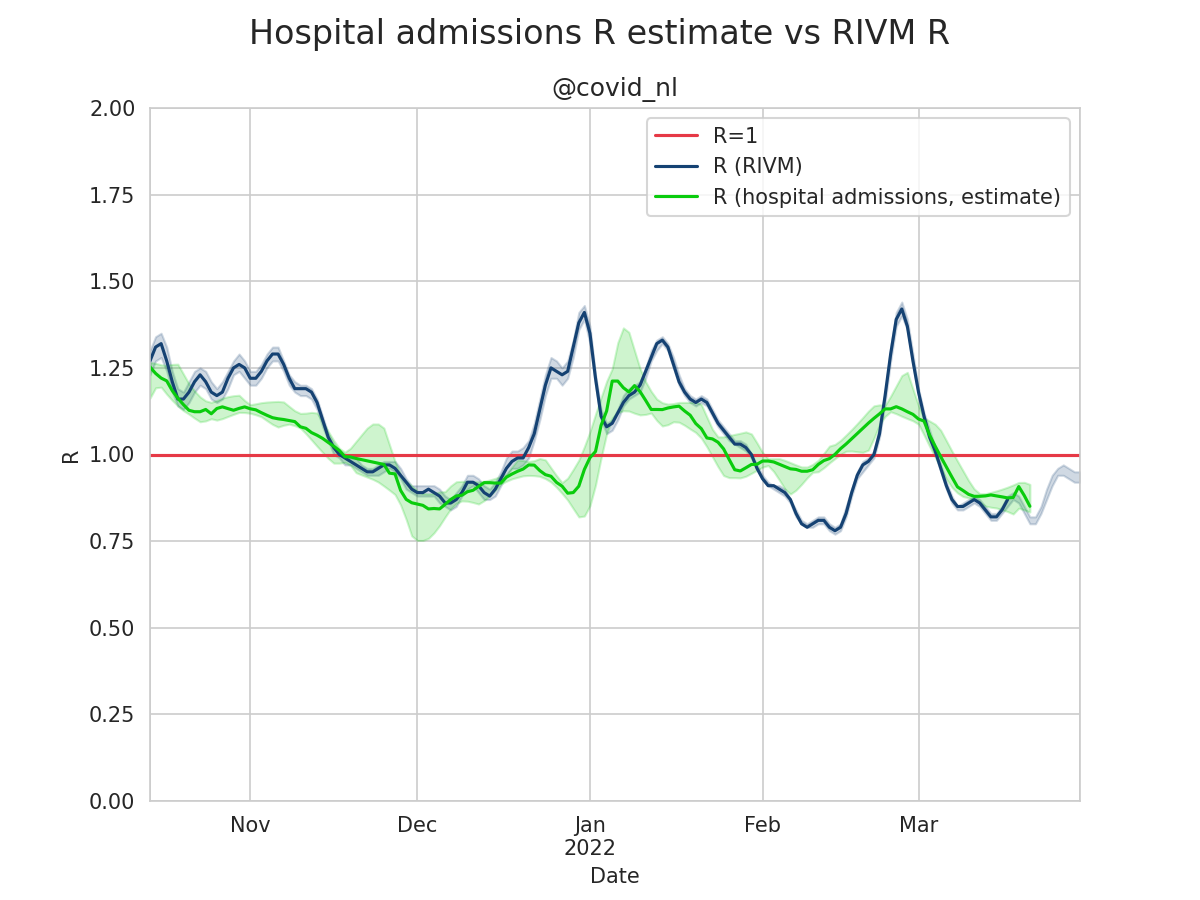 Hospital admissions R estimate vs RIVM R
@covid_nl
R=1
R (RIVM)
R (hospital admissions, estimate)
2.00
1.75
1.50
1.25
1.00
0.75
0.50
0.25
0.00
R
Nov Dec Jan Feb Mar
2022
Date